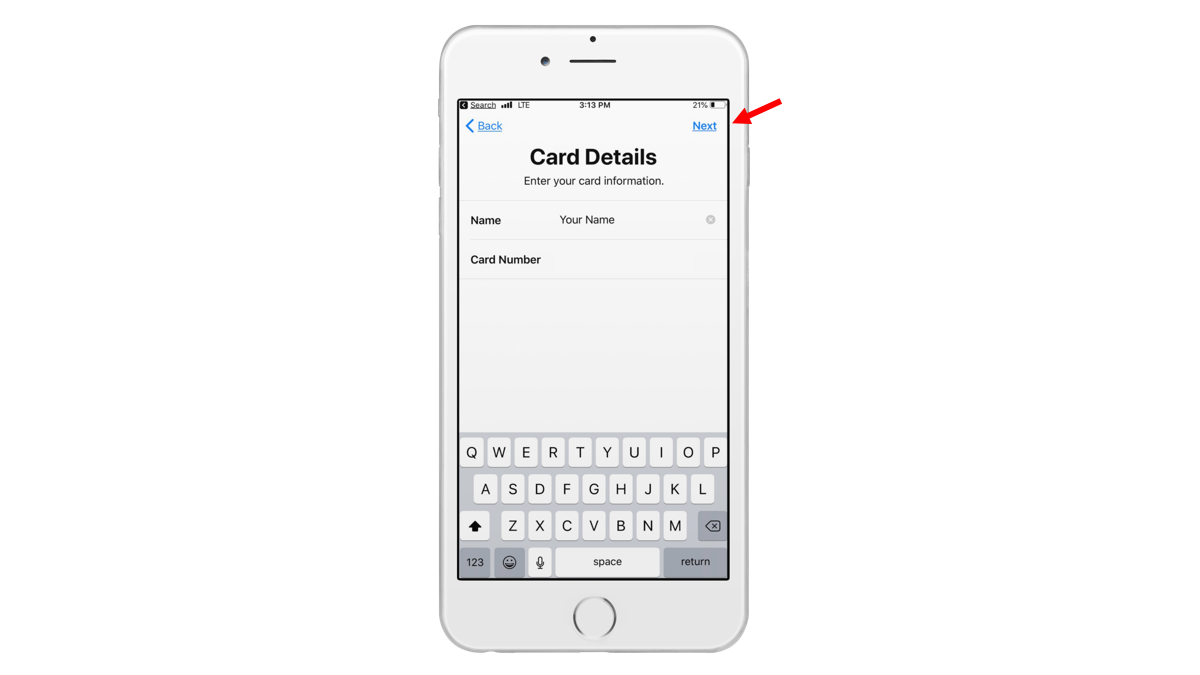 Search LTE 3:13 PM 21%
Back Next
Card Details
Enter your card information.
Name Your Name
Card Number
Q W E R T Y U I O P
A S D F G H J K L
Z X C V B N M
123 space return